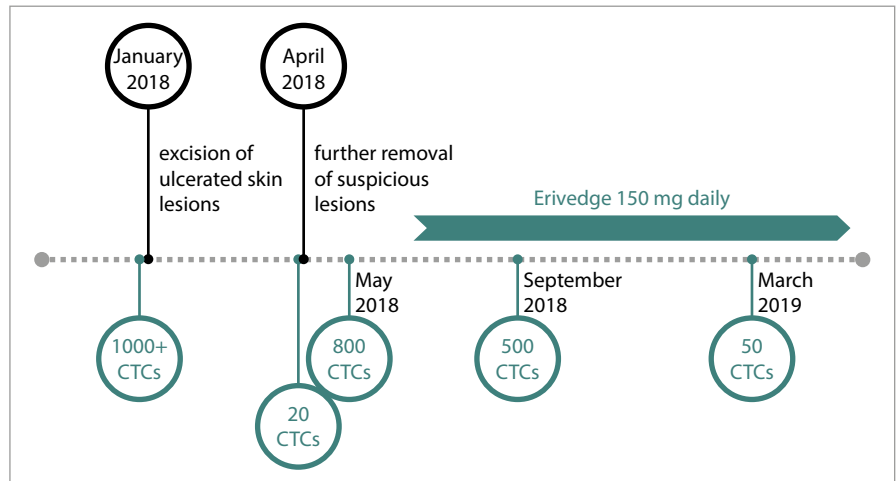 January
2018
April
2018
excision of
ulcerated skin
lesions
further removal
of suspicious
lesions
Erivedge 150 mg daily
May
2018
September
2018
March
2019
1000+
CTCs
20
CTCs
800
CTCs
500
CTCs
50
CTCs